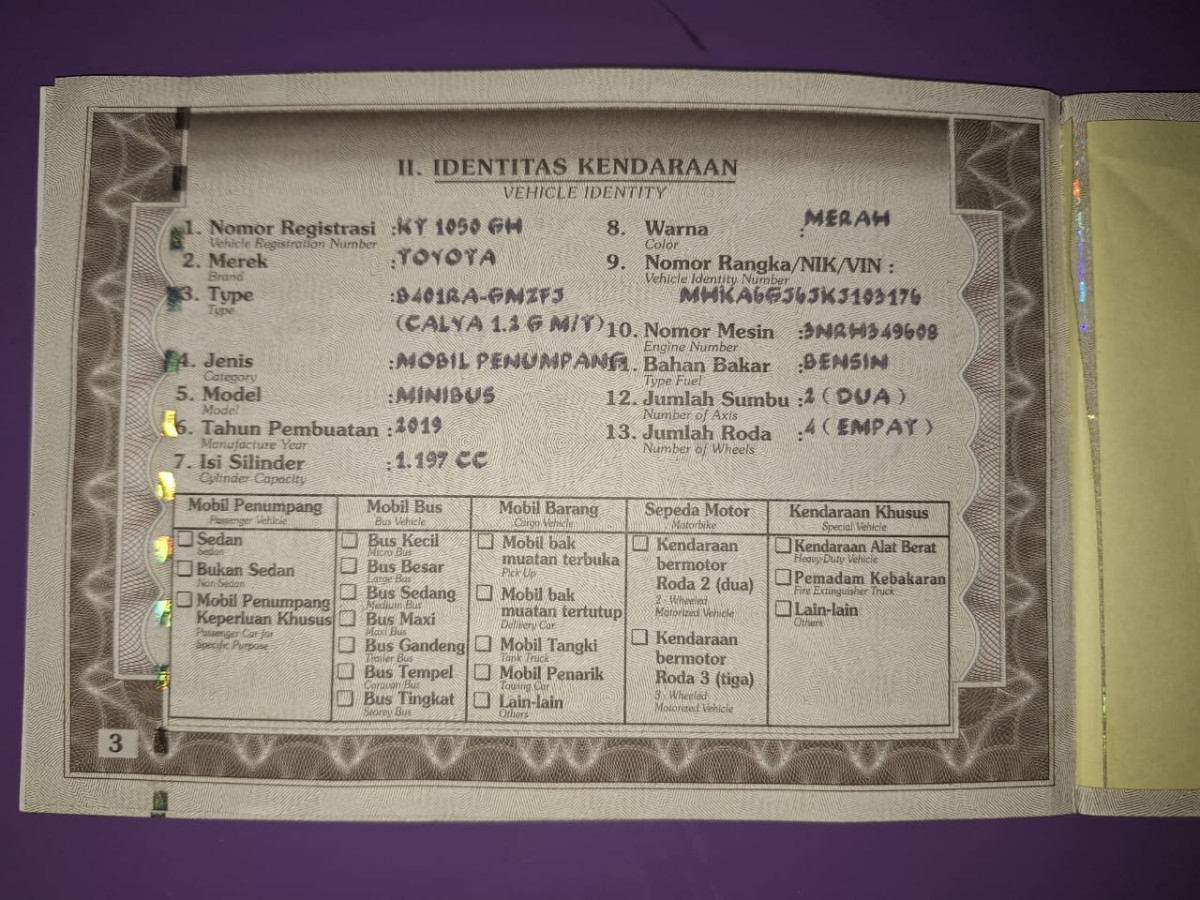 II. IDENTITAS KENDARAAN
VEHICLE IDENTITY
1. Nomor Registrasi : KT 1050 GH
Vehicle Registration Number
2. Merek : TOYOTA
Brand
3. Type : B401RA-GMZFJ
Type
(CALYA 1.2 G M/T)
4. Jenis : MOBIL PENUMPANG
Category
5. Model : MINIBUS
Model
6. Tahun Pembuatan : 2019
Manufacture Year
7. Isi Silinder : 1.197 CC
Cylinder Capacity
8. Warna : MERAH
Color
9. Nomor Rangka/NIK/VIN :
Vehicle Identity Number
MHKA6GJ6JKJ103176
10. Nomor Mesin : 3NRH349608
Engine Number
11. Bahan Bakar : BENSIN
Type Fuel
12. Jumlah Sumbu : 2 ( DUA )
Number of Axis
13. Jumlah Roda : 4 ( EMPAT )
Number of Wheels
Mobil Penumpang
Passenger Vehicle
Sedan
Sedan
Bukan Sedan
Non-Sedan
Mobil Penumpang
Keperluan Khusus
Passenger Car for
Specific Purpose
Mobil Bus
Bus Vehicle
Bus Kecil
Micro Bus
Bus Besar
Large Bus
Bus Sedang
Medium Bus
Bus Maxi
Maxi Bus
Bus Gandeng
Trailer Bus
Bus Tempel
Caravan Bus
Bus Tingkat
Storey Bus
Mobil Barang
Cargo Vehicle
Mobil bak
muatan terbuka
Pick Up
Mobil bak
muatan tertutup
Delivery Car
Mobil Tangki
Tank Truck
Mobil Penarik
Towing Car
Lain-lain
Others
Sepeda Motor
Motorbike
Kendaraan
bermotor
Roda 2 (dua)
2 - Wheeled
Motorized Vehicle
Kendaraan
bermotor
Roda 3 (tiga)
3 - Wheeled
Motorized Vehicle
Kendaraan Khusus
Special Vehicle
Kendaraan Alat Berat
Heavy-Duty Vehicle
Pemadam Kebakaran
Fire Extinguisher Truck
Lain-lain
Others
3